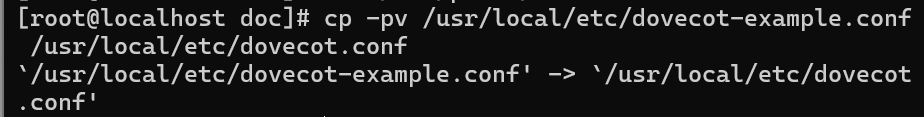 [root@localhost doc]# cp -pv /usr/local/etc/dovecot-example.conf
/usr/local/etc/dovecot.conf
`/usr/local/etc/dovecot-example.conf' -> `/usr/local/etc/dovecot
.conf'